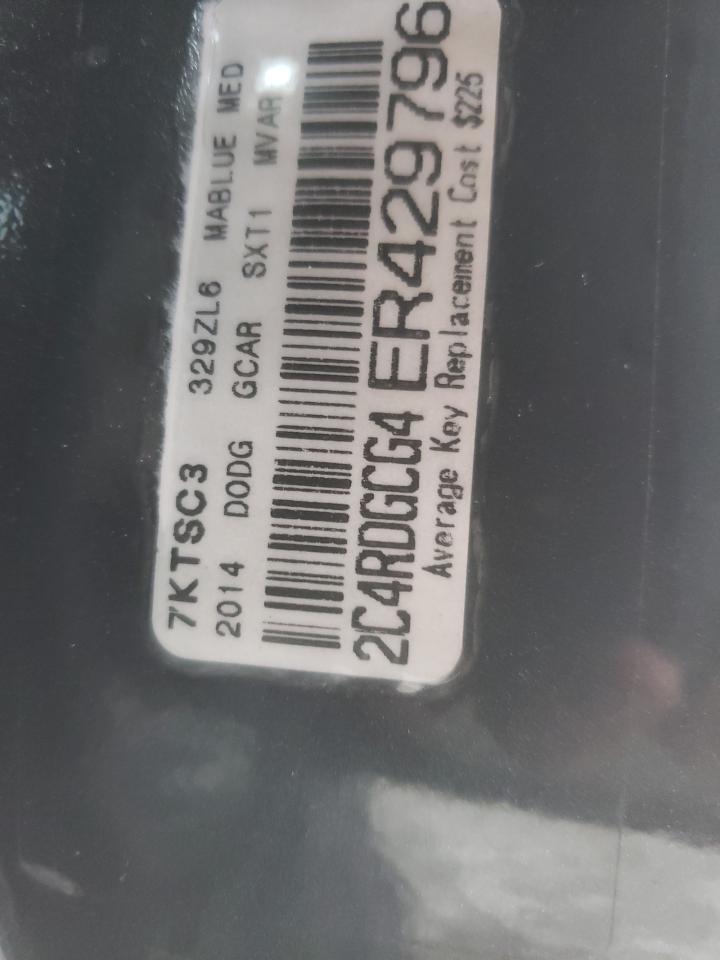 7KTSC3 329ZL6 MABLUE MED
2014 DODG GCAR SXT1 MVAR
2C4RDGCG4 ER429796
Average Key Replacement Cost $225